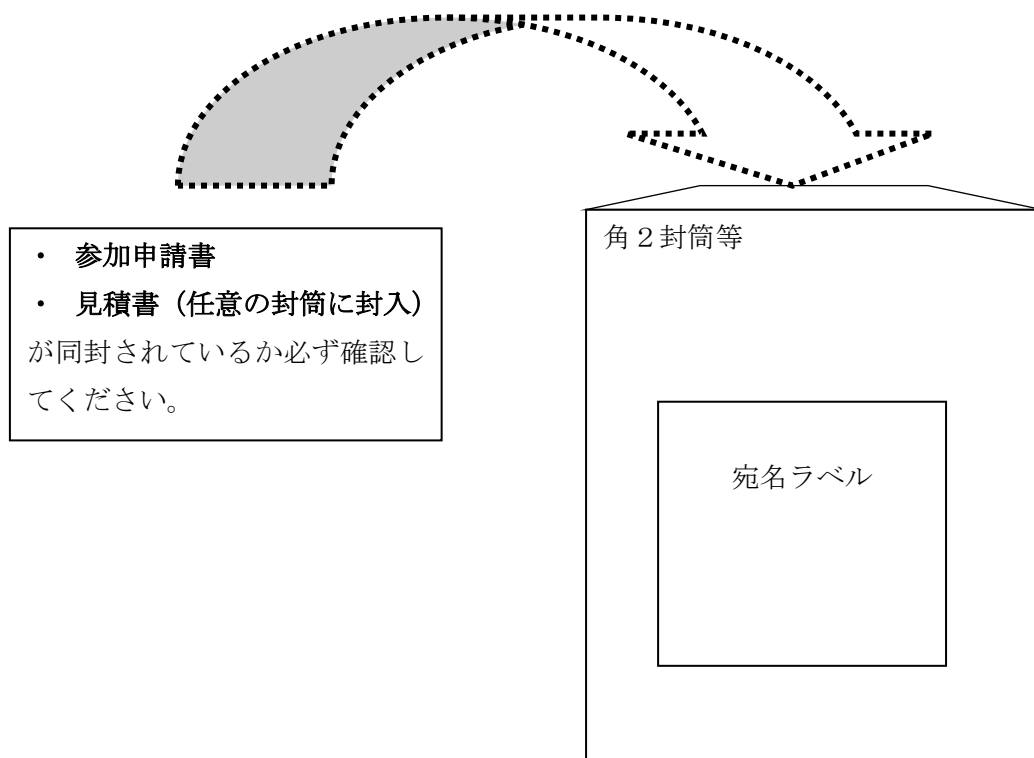 ・ 参加申請書
・ 見積書（任意の封筒に封入）
が同封されているか必ず確認し
てください。
角２封筒等
宛名ラベル